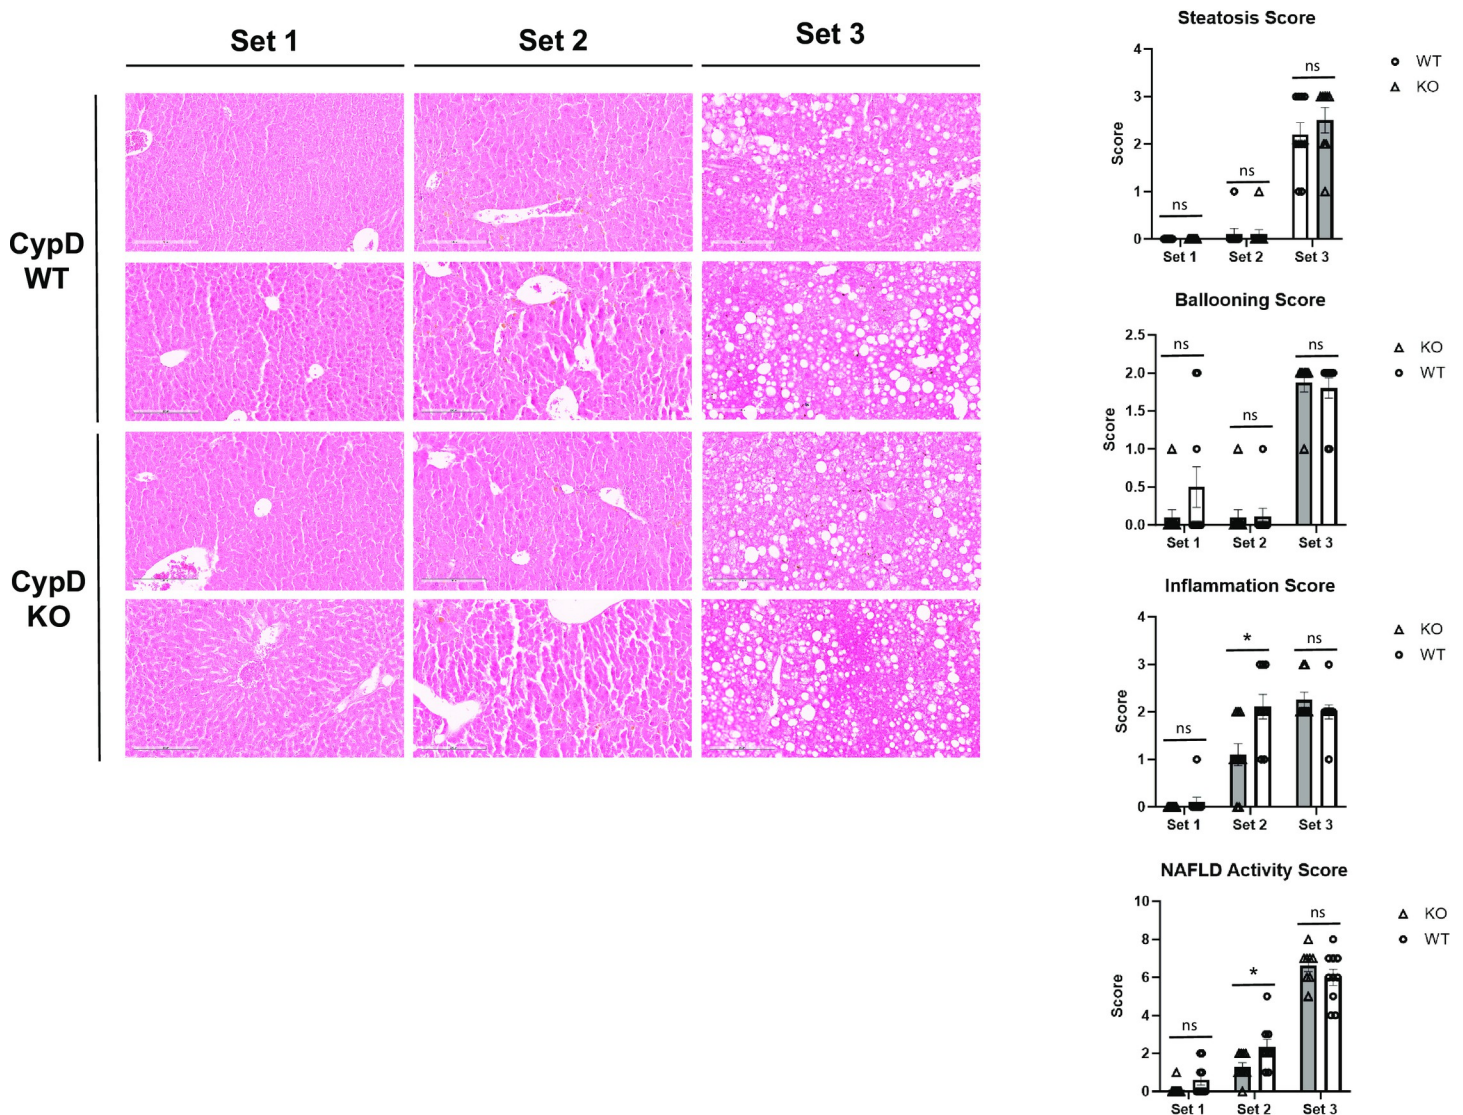 Set 1
Set 2
Set 3
CypD
WT
CypD
KO
Steatosis Score
4
3
2
1
0
Score
ns
ns
ns
Set 1
Set 2
Set 3
WT
KO
Ballooning Score
2.5
2.0
1.5
1.0
0.5
0.0
Score
ns
ns
ns
Set 1
Set 2
Set 3
KO
WT
Inflammation Score
4
3
2
1
0
Score
ns
*
ns
Set 1
Set 2
Set 3
KO
WT
NAFLD Activity Score
10
8
6
4
2
0
Score
ns
*
ns
Set 1
Set 2
Set 3
KO
WT